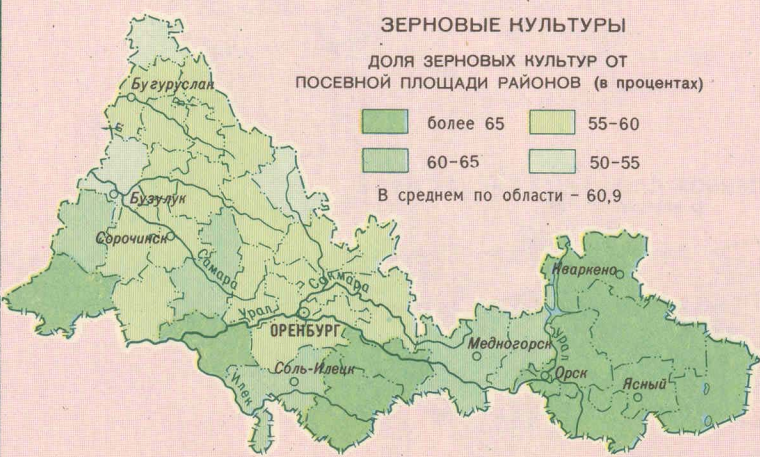 ЗЕРНОВЫЕ КУЛЬТУРЫ
ДОЛЯ ЗЕРНОВЫХ КУЛЬТУР ОТ
ПОСЕВНОЙ ПЛОЩАДИ РАЙОНОВ (в процентах)
более 65
55-60
60-65
50-55
В среднем по области - 60,9
Бугуруслан
Бузулук
Сорочинск
Самара
Сакмара
Урал
ОРЕНБУРГ
Соль-Илецк
Илек
Медногорск
Кваркено
Урал
Орск
Ясный